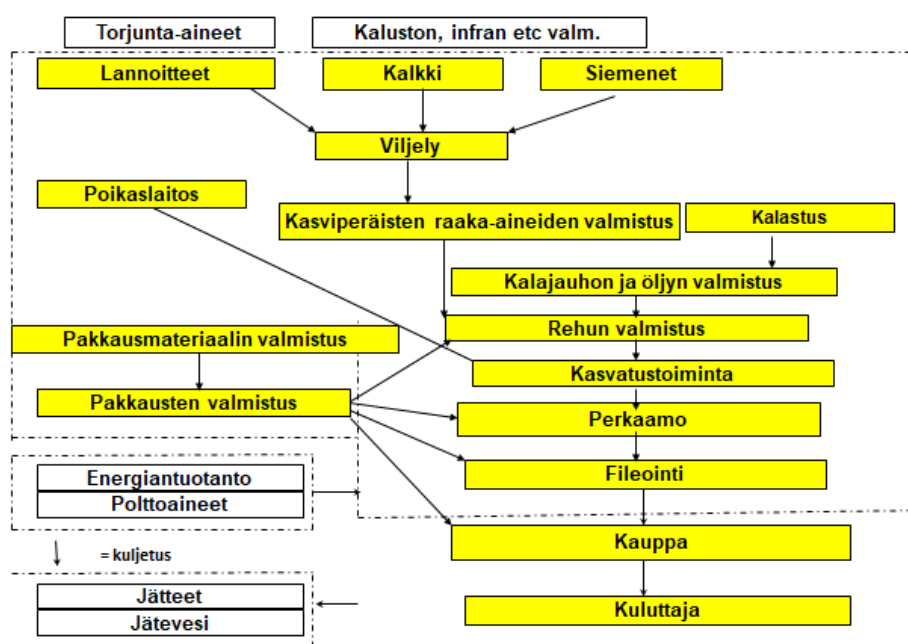 Torjunta-aineet
Kaluston, infran etc valm.
Lannoitteet
Kalkki
Siemenet
Viljely
Poikaslaitos
Kasviperäisten raaka-aineiden valmistus
Kalastus
Kalajauhon ja öljyn valmistus
Rehun valmistus
Pakkausmateriaalin valmistus
Kasvatustoiminta
Pakkausten valmistus
Perkaamo
Energiantuotanto
Polttoaineet
Fileointi
= kuljetus
Kauppa
Jätteet
Jätevesi
Kuluttaja